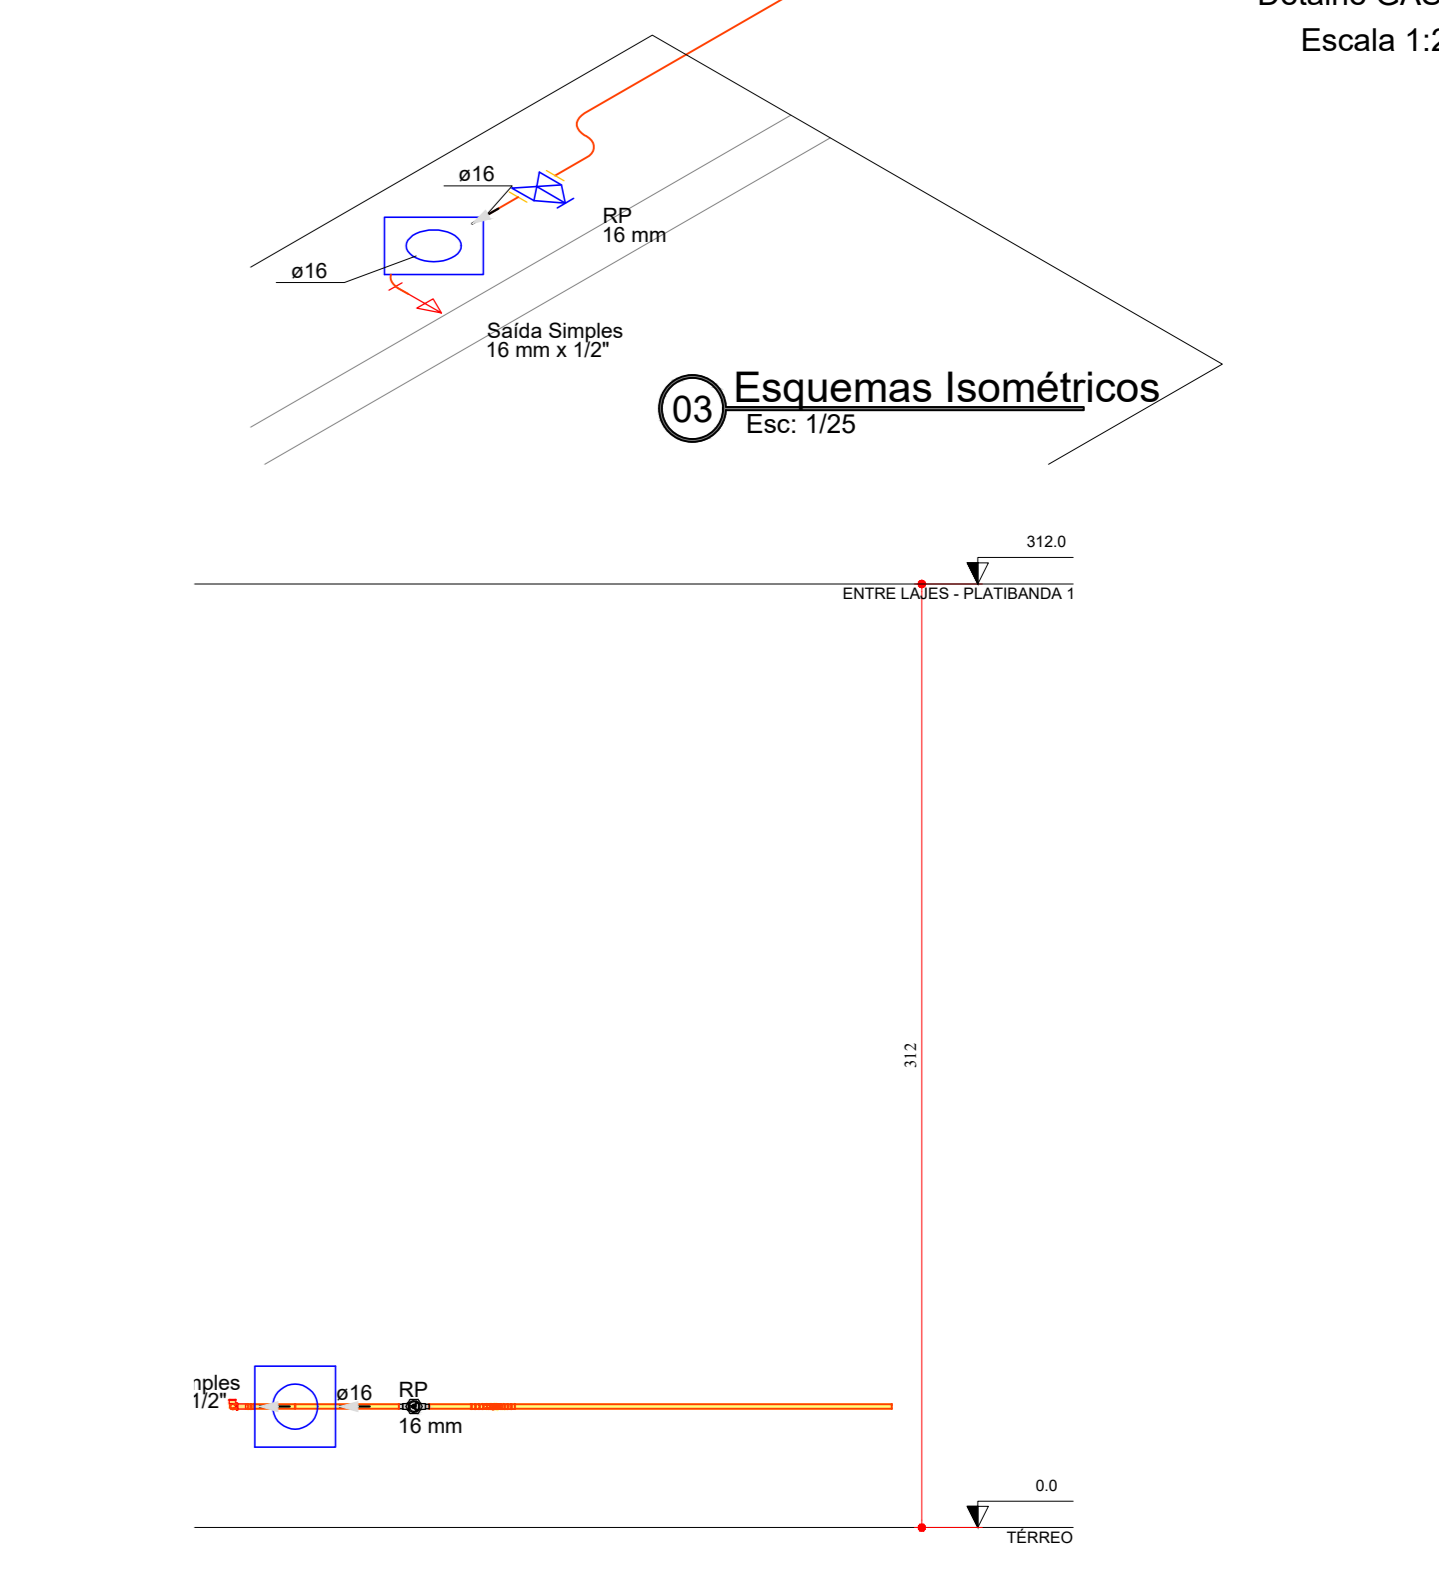 Escala 1:2
ø16
RP
16 mm
ø16
Saída Simples
16 mm x 1/2"
03
Esquemas Isométricos
Esc: 1/25
312.0
ENTRE LAJES - PLATIBANDA 1
312
1/2"
ø16
RP
16 mm
0.0
TÉRREO